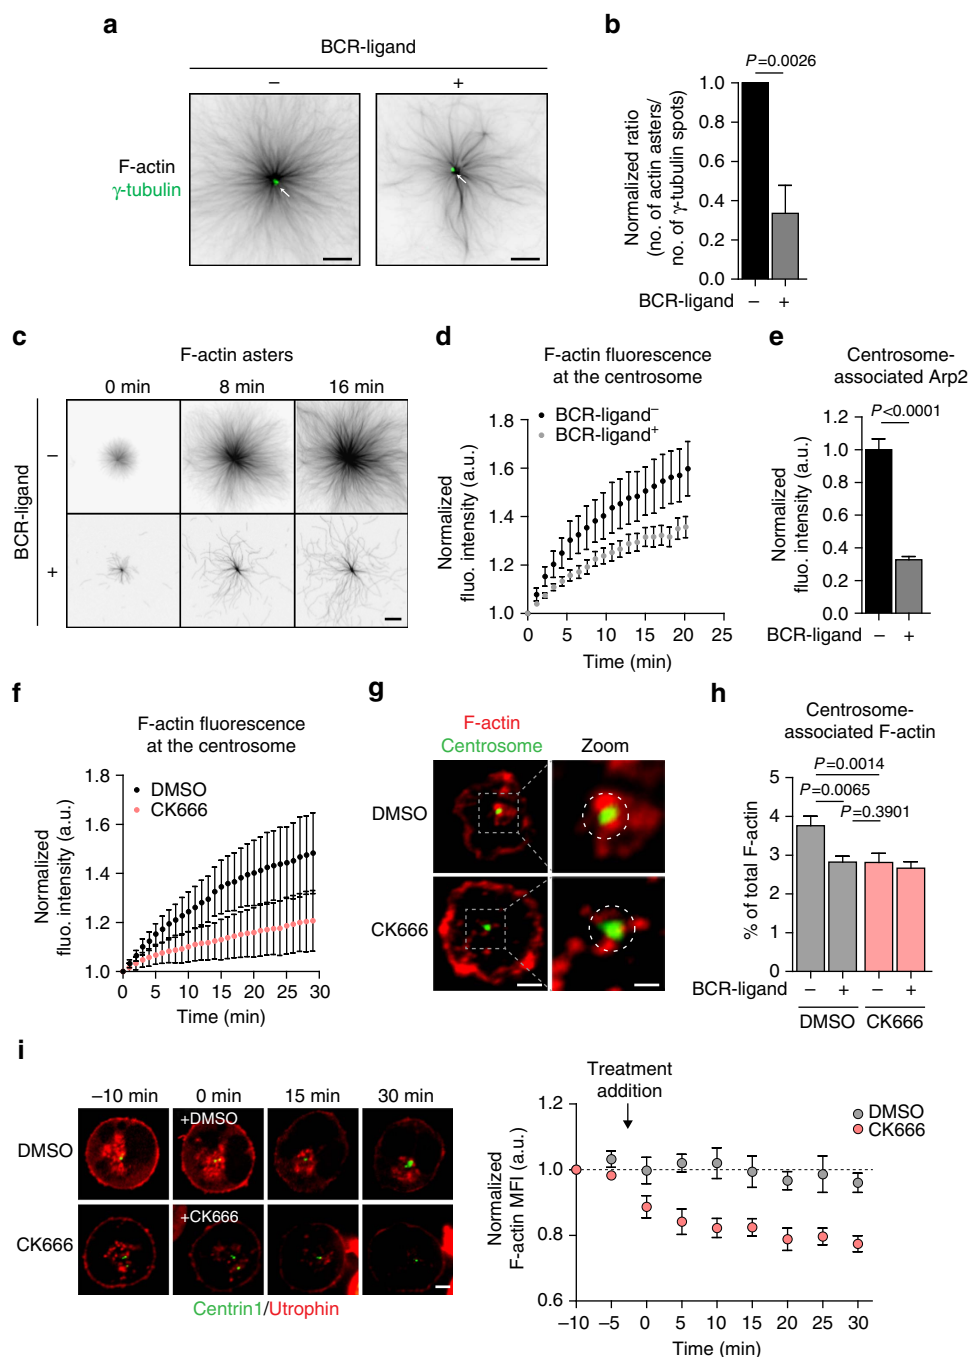 a
BCR-ligand
– +
F-actin
γ-tubulin
b
P=0.0026
Normalized ratio
(no. of actin asters/
no. of γ-tubulin spots
1.0
0.8
0.6
0.4
0.2
0.0
BCR-ligand – +
c
F-actin asters
0 min 8 min 16 min
BCR-ligand
–
+
d
F-actin fluorescence
at the centrosome
BCR-ligand–
BCR-ligand+
Normalized
fluo. intensity (a.u.)
1.8
1.6
1.4
1.2
1.0
0 5 10 15 20 25
Time (min)
e
Centrosome-
associated Arp2
P<0.0001
Normalized
fluo. intensity (a.u.)
1.2
1.0
0.8
0.6
0.4
0.2
0.0
BCR-ligand – +
f
F-actin fluorescence
at the centrosome
DMSO
CK666
Normalized
fluo. intensity (a.u.)
1.8
1.6
1.4
1.2
1.0
0 5 10 15 20 25 30
Time (min)
g
F-actin
Centrosome
Zoom
DMSO
CK666
h
Centrosome-
associated F-actin
P=0.0014
P=0.0065
P=0.3901
% of total F-actin
5
4
3
2
1
0
BCR-ligand – + – +
DMSO CK666
i
–10 min 0 min 15 min 30 min
DMSO
+DMSO
CK666
+CK666
Centrin1/Utrophin
Treatment
addition
DMSO
CK666
Normalized
F-actin MFI (a.u.)
1.2
1.0
0.8
0.6
–10 –5 0 5 10 15 20 25 30
Time (min)